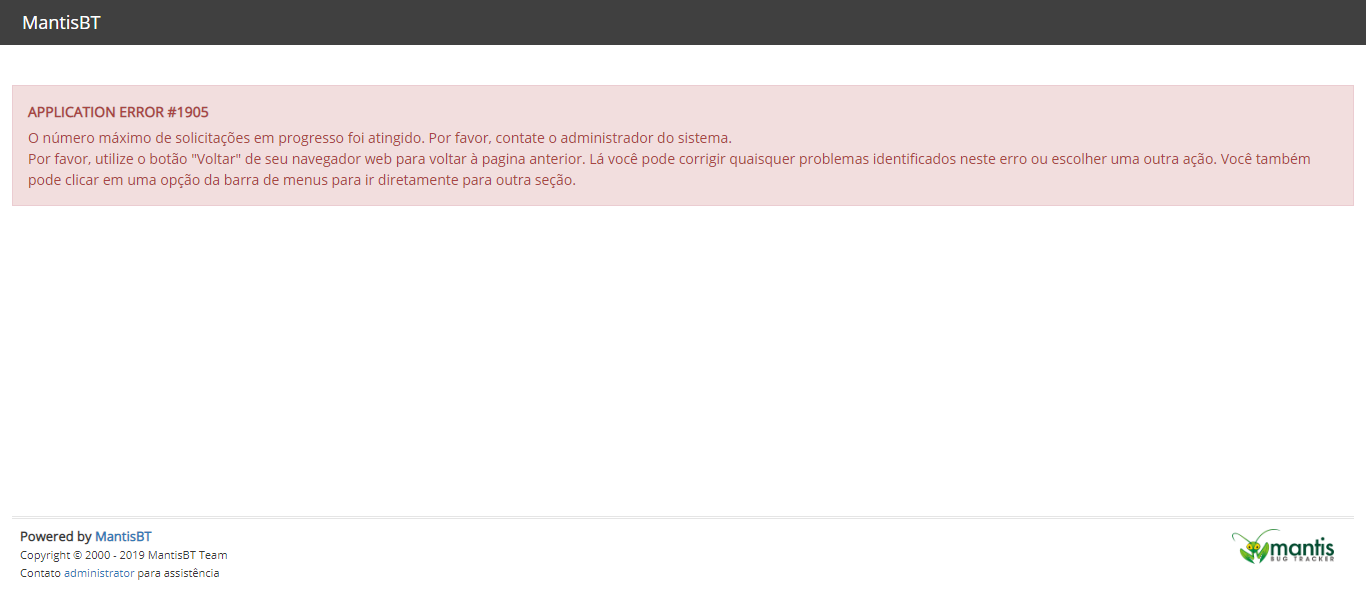 MantisBT
APPLICATION ERROR #1905
O número máximo de solicitações em progresso foi atingido. Por favor, contate o administrador do sistema.
Por favor, utilize o botão "Voltar" de seu navegador web para voltar à pagina anterior. Lá você pode corrigir quaisquer problemas identificados neste erro ou escolher uma outra ação. Você também
pode clicar em uma opção da barra de menus para ir diretamente para outra seção.
Powered by MantisBT
Copyright © 2000 - 2019 MantisBT Team
Contato administrator para assistência
mantis
BUG TRACKER